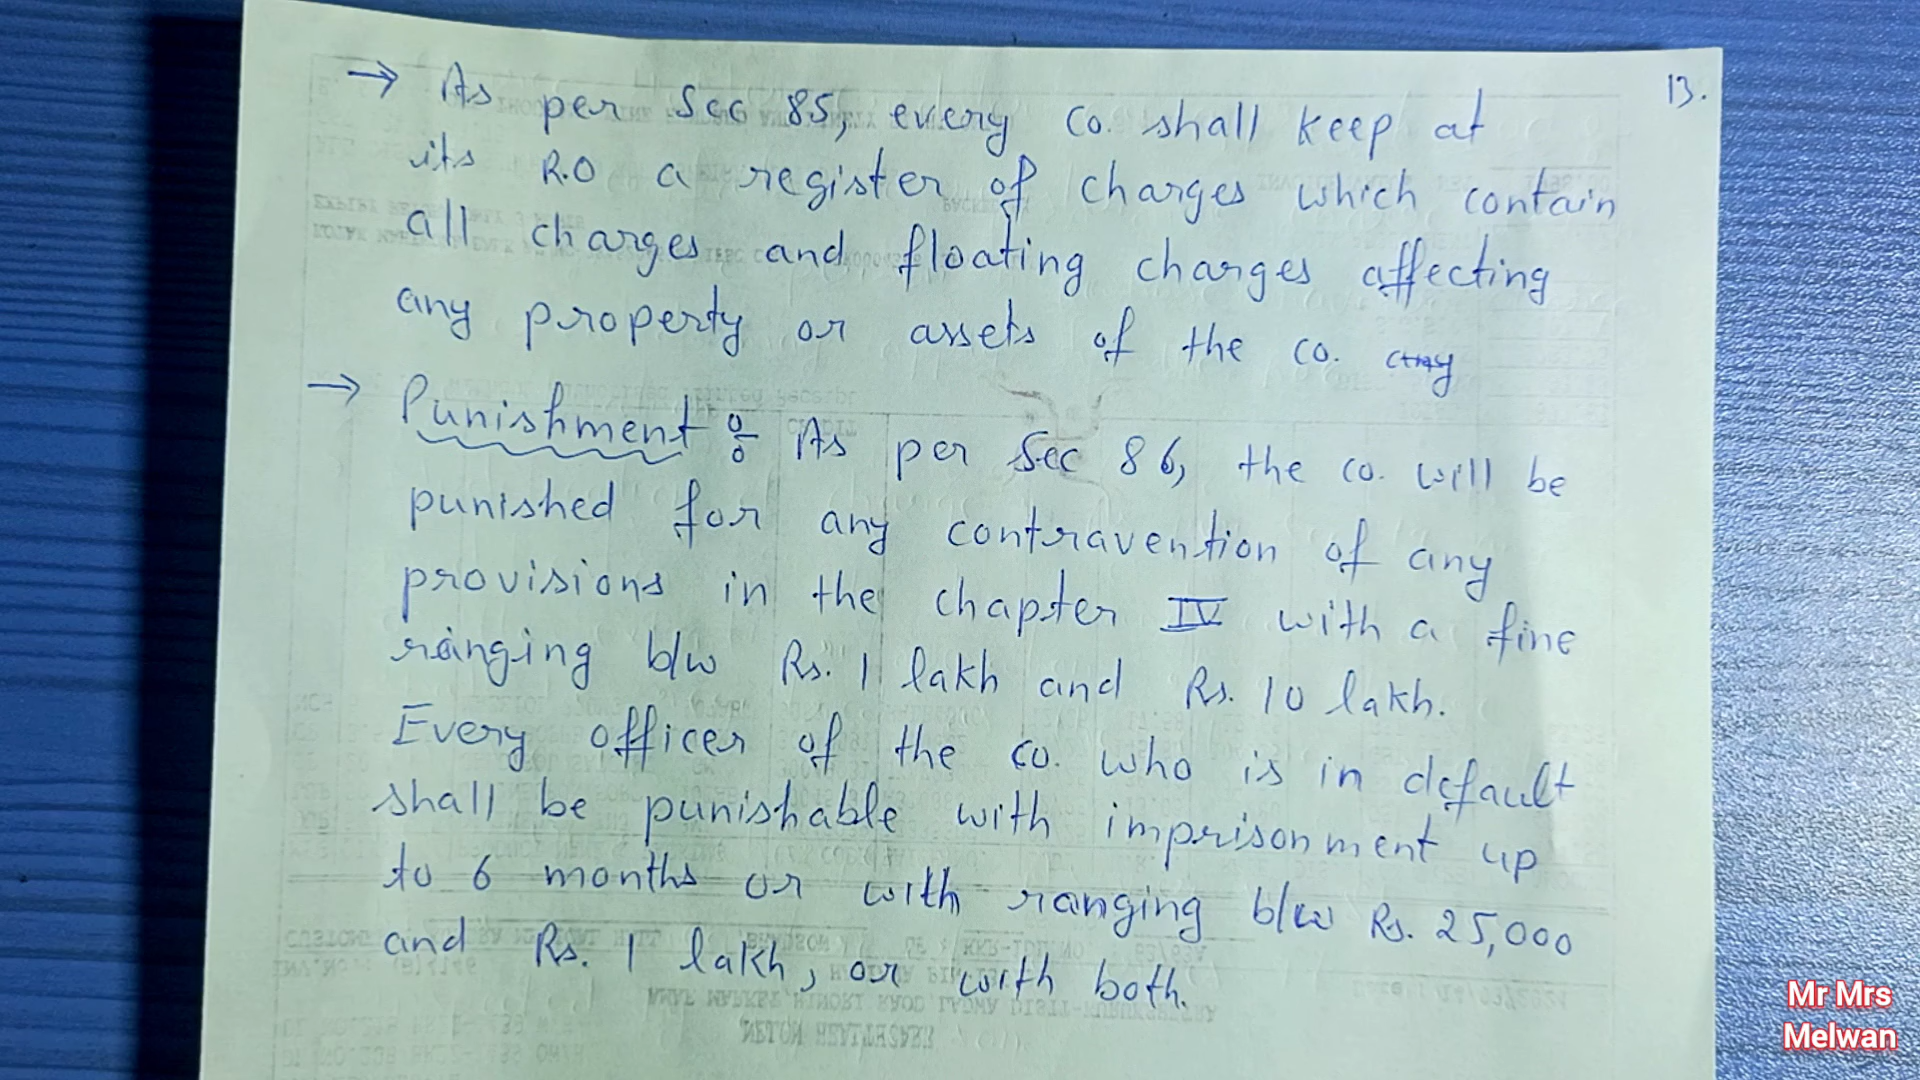 13.
→ As per Sec 85, every co. shall keep at
its R.O a register of charges which contain
all charges and floating charges affecting
any property or assets of the co.
→ Punishment : As per Sec 86, the co. will be
punished for any contravention of any
provisions in the chapter IV with a fine
ranging b/w Rs. 1 lakh and Rs. 10 lakh.
Every officer of the co. who is in default
shall be punishable with imprisonment up
to 6 months or with ranging b/w Rs. 25,000
and Rs. 1 lakh, or with both.
Mr Mrs
Melwan